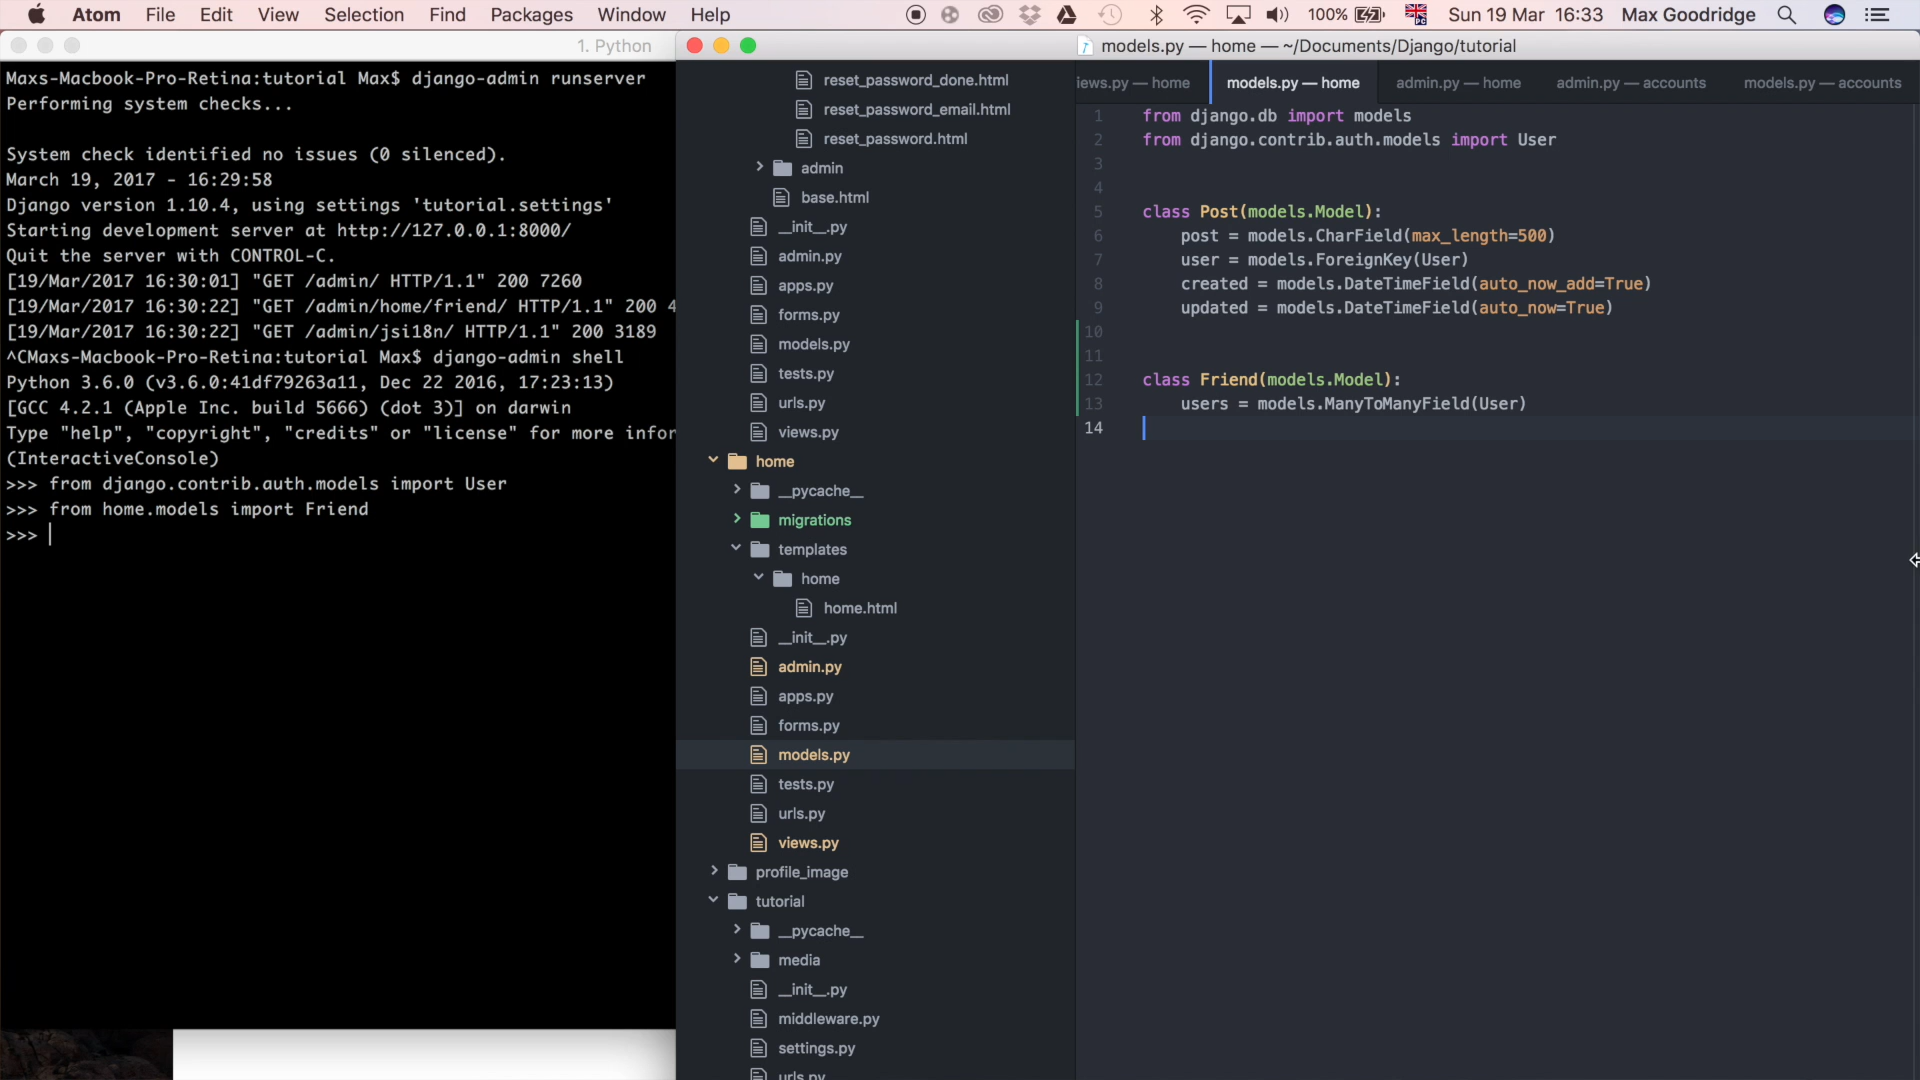 Atom File Edit View Selection Find Packages Window Help 100% Sun 19 Mar 16:33 Max Goodridge
1. Python
Maxs-Macbook-Pro-Retina:tutorial Max$ django-admin runserver
Performing system checks...
System check identified no issues (0 silenced).
March 19, 2017 - 16:29:58
Django version 1.10.4, using settings 'tutorial.settings'
Starting development server at http://127.0.0.1:8000/
Quit the server with CONTROL-C.
[19/Mar/2017 16:30:01] "GET /admin/ HTTP/1.1" 200 7260
[19/Mar/2017 16:30:22] "GET /admin/home/friend/ HTTP/1.1" 200 4
[19/Mar/2017 16:30:22] "GET /admin/jsi18n/ HTTP/1.1" 200 3189
^CMaxs-Macbook-Pro-Retina:tutorial Max$ django-admin shell
Python 3.6.0 (v3.6.0:41df79263a11, Dec 22 2016, 17:23:13)
[GCC 4.2.1 (Apple Inc. build 5666) (dot 3)] on darwin
Type "help", "copyright", "credits" or "license" for more infor
(InteractiveConsole)
>>> from django.contrib.auth.models import User
>>> from home.models import Friend
>>>
models.py — home — ~/Documents/Django/tutorial
reset_password_done.html
reset_password_email.html
reset_password.html
admin
base.html
__init__.py
admin.py
apps.py
forms.py
models.py
tests.py
urls.py
views.py
home
__pycache__
migrations
templates
home
home.html
__init__.py
admin.py
apps.py
forms.py
models.py
tests.py
urls.py
views.py
profile_image
tutorial
__pycache__
media
__init__.py
middleware.py
settings.py
urls.py
iews.py — home models.py — home admin.py — home admin.py — accounts models.py — accounts
1 from django.db import models
2 from django.contrib.auth.models import User
3
4
5 class Post(models.Model):
6 post = models.CharField(max_length=500)
7 user = models.ForeignKey(User)
8 created = models.DateTimeField(auto_now_add=True)
9 updated = models.DateTimeField(auto_now=True)
10
11
12 class Friend(models.Model):
13 users = models.ManyToManyField(User)
14